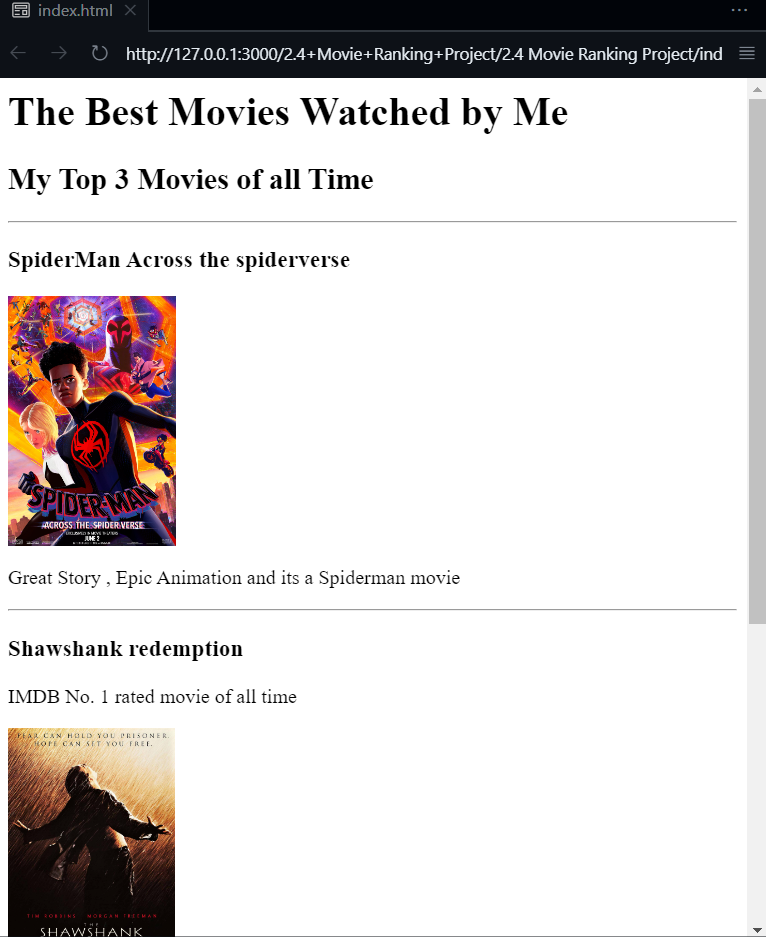 index.html
http://127.0.0.1:3000/2.4+Movie+Ranking+Project/2.4 Movie Ranking Project/ind
The Best Movies Watched by Me
My Top 3 Movies of all Time
SpiderMan Across the spiderverse
SPIDER-MAN
ACROSS THE SPIDER-VERSE
EXCLUSIVELY IN MOVIE THEATERS
JUNE 2
Great Story , Epic Animation and its a Spiderman movie
Shawshank redemption
IMDB No. 1 rated movie of all time
FEAR CAN HOLD YOU PRISONER.
HOPE CAN SET YOU FREE.
TIM ROBBINS MORGAN FREEMAN
THE
SHAWSHANK